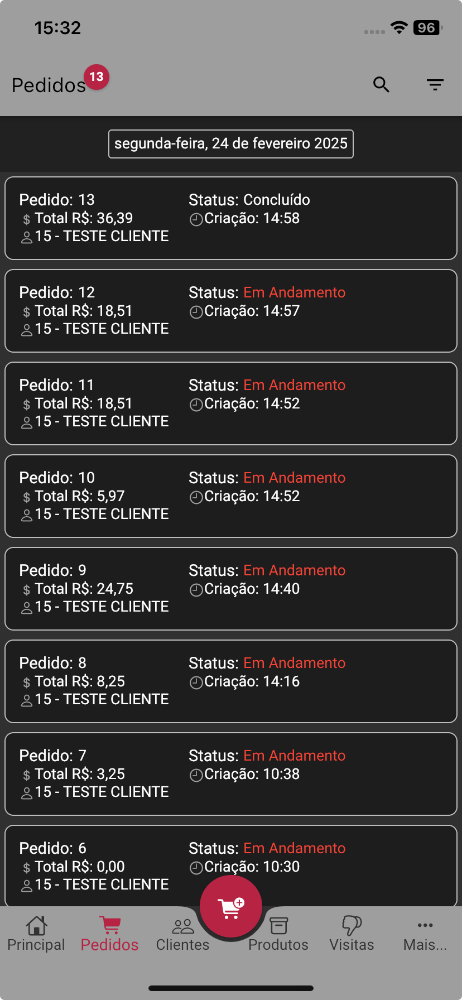 15:32
96
Pedidos 13
segunda-feira, 24 de fevereiro 2025
Pedido: 13 Status: Concluído
$ Total R$: 36,39 Criação: 14:58
15 - TESTE CLIENTE
Pedido: 12 Status: Em Andamento
$ Total R$: 18,51 Criação: 14:57
15 - TESTE CLIENTE
Pedido: 11 Status: Em Andamento
$ Total R$: 18,51 Criação: 14:52
15 - TESTE CLIENTE
Pedido: 10 Status: Em Andamento
$ Total R$: 5,97 Criação: 14:52
15 - TESTE CLIENTE
Pedido: 9 Status: Em Andamento
$ Total R$: 24,75 Criação: 14:40
15 - TESTE CLIENTE
Pedido: 8 Status: Em Andamento
$ Total R$: 8,25 Criação: 14:16
15 - TESTE CLIENTE
Pedido: 7 Status: Em Andamento
$ Total R$: 3,25 Criação: 10:38
15 - TESTE CLIENTE
Pedido: 6 Status: Em Andamento
$ Total R$: 0,00 Criação: 10:30
15 - TESTE CLIENTE
Principal Pedidos Clientes Produtos Visitas Mais...